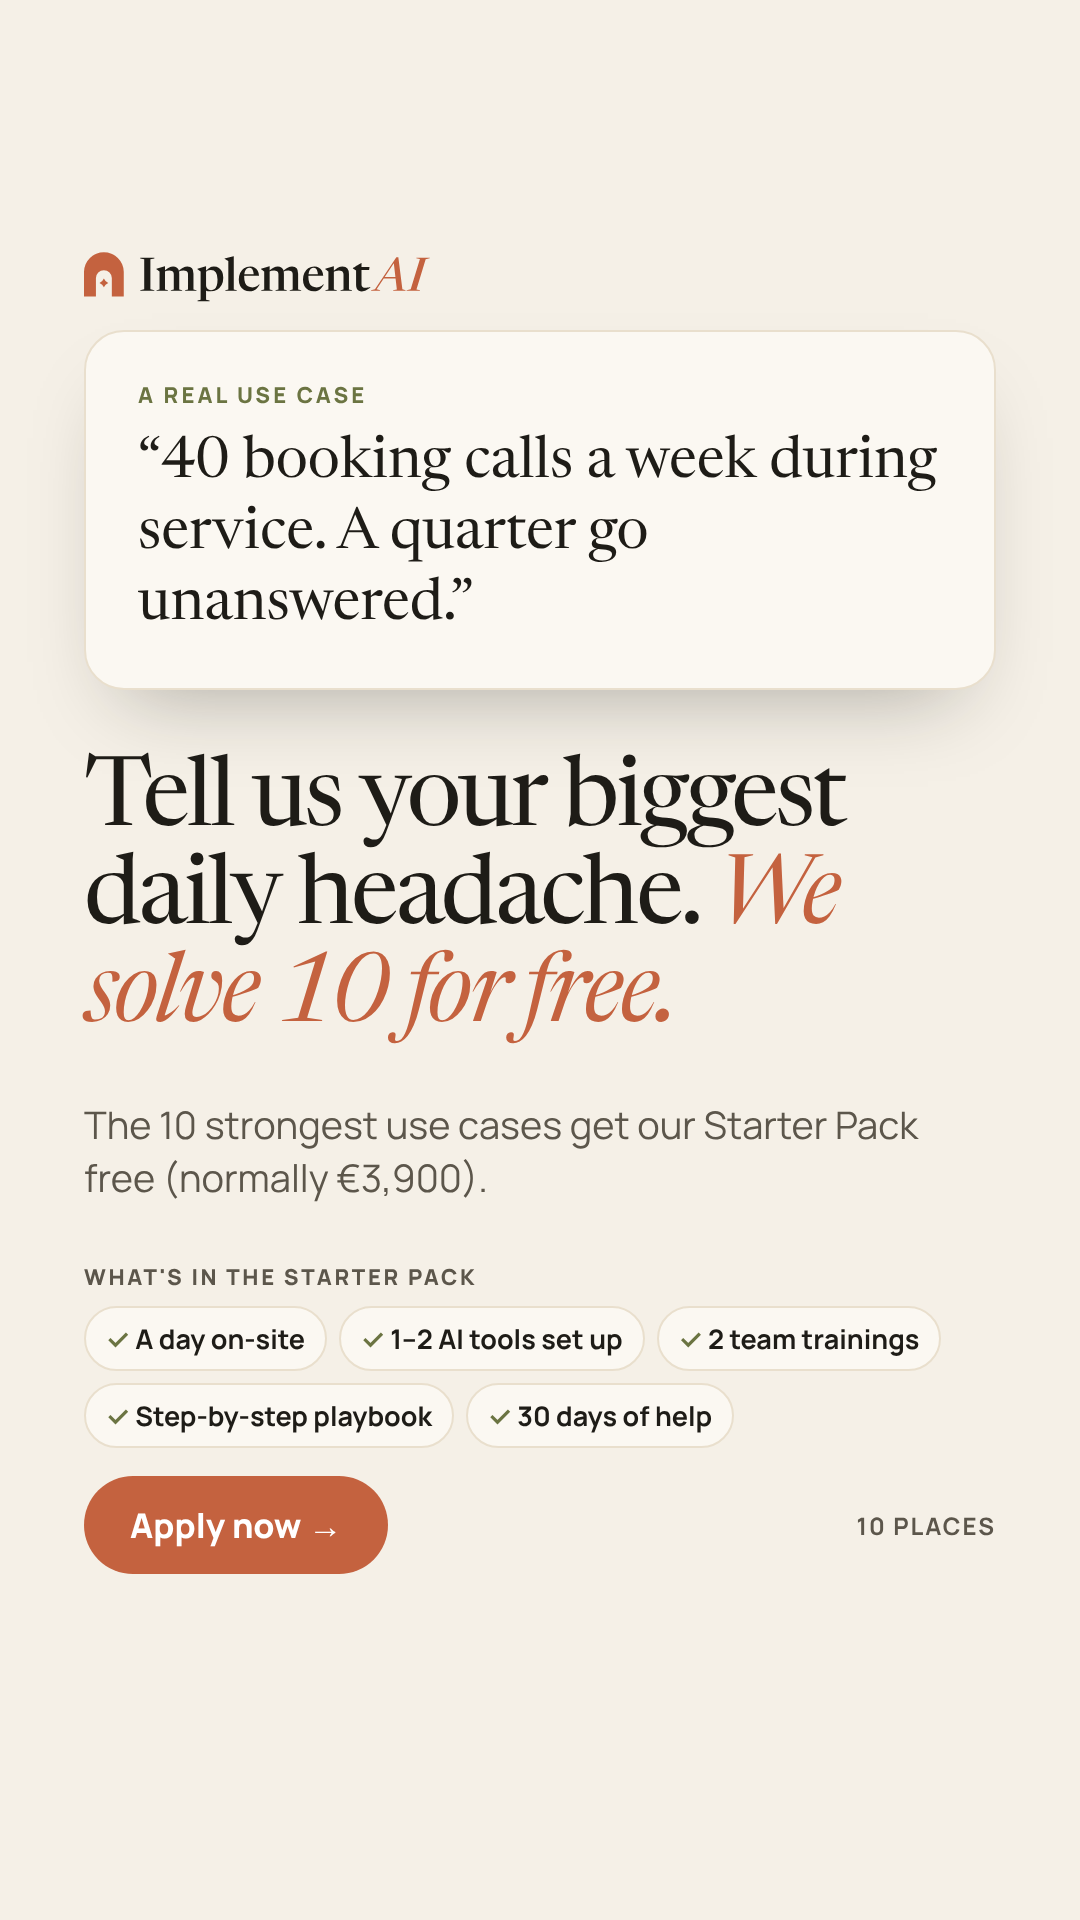 ImplementAI
A REAL USE CASE
“40 booking calls a week during
service. A quarter go
unanswered.”
Tell us your biggest
daily headache. We
solve 10 for free.
The 10 strongest use cases get our Starter Pack
free (normally €3,900).
WHAT'S IN THE STARTER PACK
✓ A day on-site ✓ 1–2 AI tools set up ✓ 2 team trainings
✓ Step-by-step playbook ✓ 30 days of help
Apply now → 10 PLACES